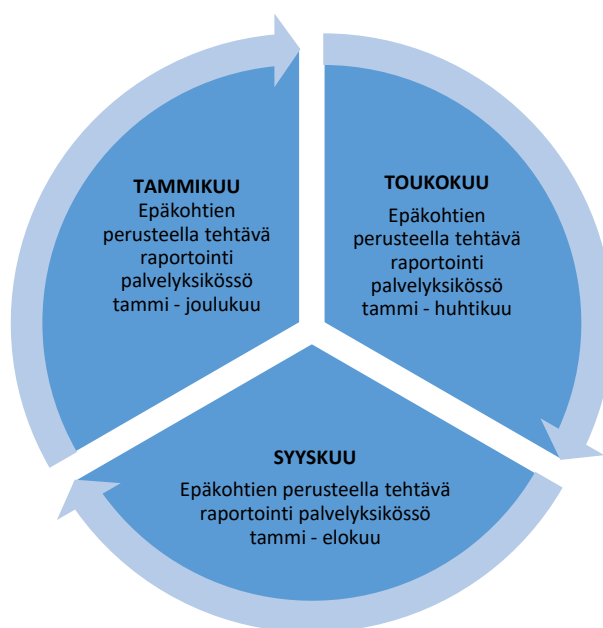 TAMMIKUU
Epäkohtien
perusteella tehtävä
raportointi
palvelyksikössö
tammi - joulukuu
TOUKOKUU
Epäkohtien
perusteella tehtävä
raportointi
palvelyksikössö
tammi - huhtikuu
SYYSKUU
Epäkohtien perusteella tehtävä
raportointi palvelyksikössö
tammi - elokuu